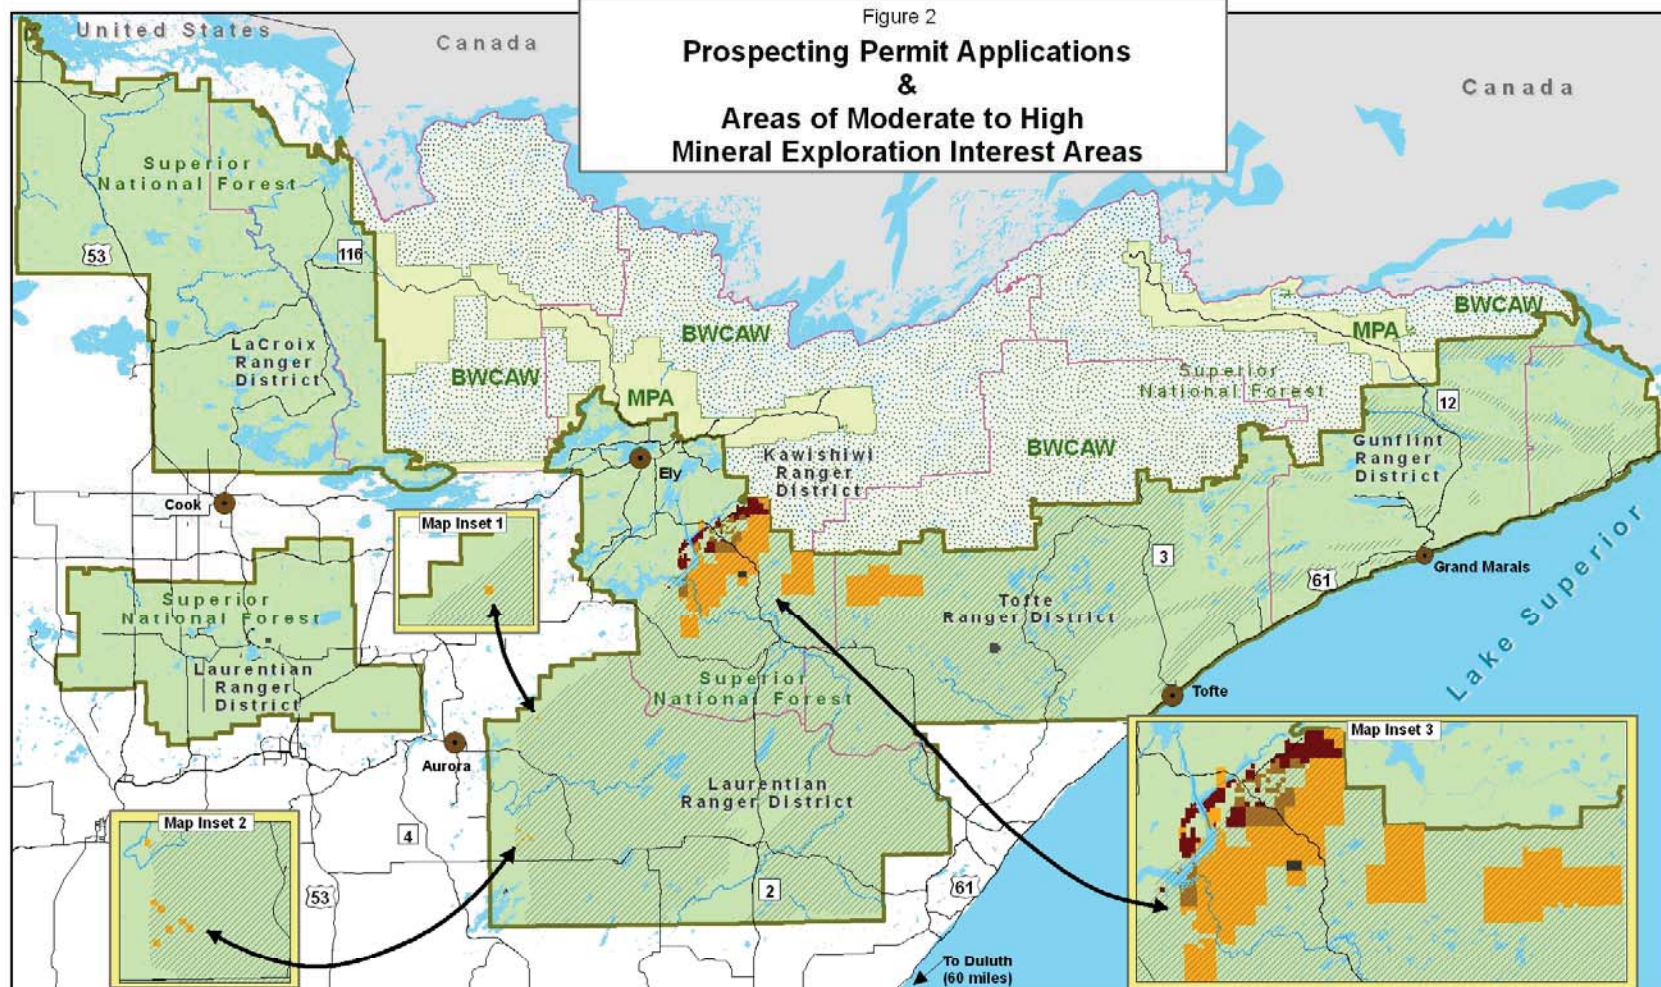 Figure 2
Prospecting Permit Applications
&
Areas of Moderate to High
Mineral Exploration Interest Areas
United States
Canada
Canada
Superior
National Forest
53
116
LaCroix
Ranger
District
BWCAW
BWCAW
BWCAW
MPA
MPA
BWCAW
Superior
National Forest
12
Gunflint
Ranger
District
Kawishiwi
Ranger
District
Ely
Cook
Map Inset 1
3
61
Grand Marais
Tofte
Ranger District
Lake Superior
Superior
National Forest
Laurentian
Ranger
District
Superior
National Forest
Tofte
Map Inset 3
Aurora
Laurentian
Ranger District
Map Inset 2
4
53
2
61
To Duluth
(60 miles)